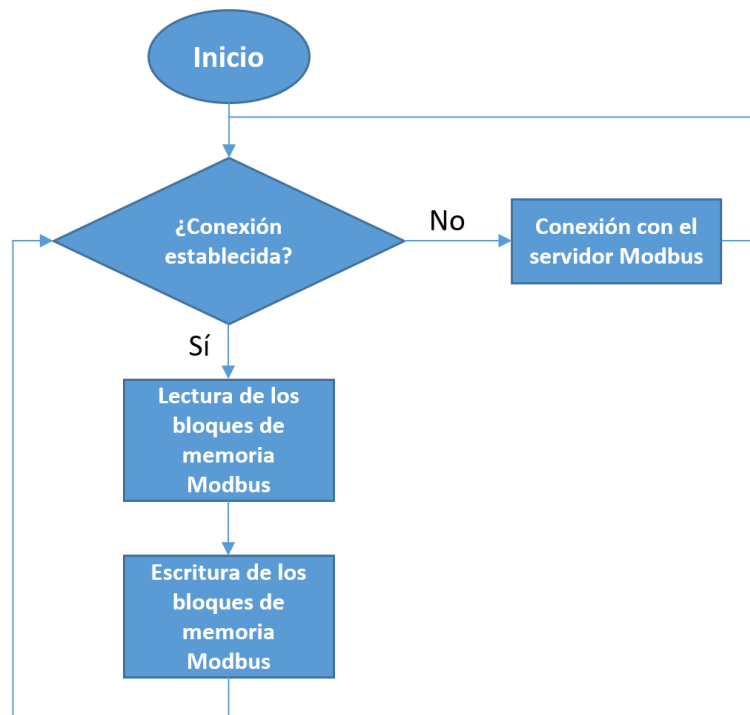 Inicio
¿Conexión
establecida?
No
Conexión con el
servidor Modbus
Sí
Lectura de los
bloques de
memoria
Modbus
Escritura de los
bloques de
memoria
Modbus